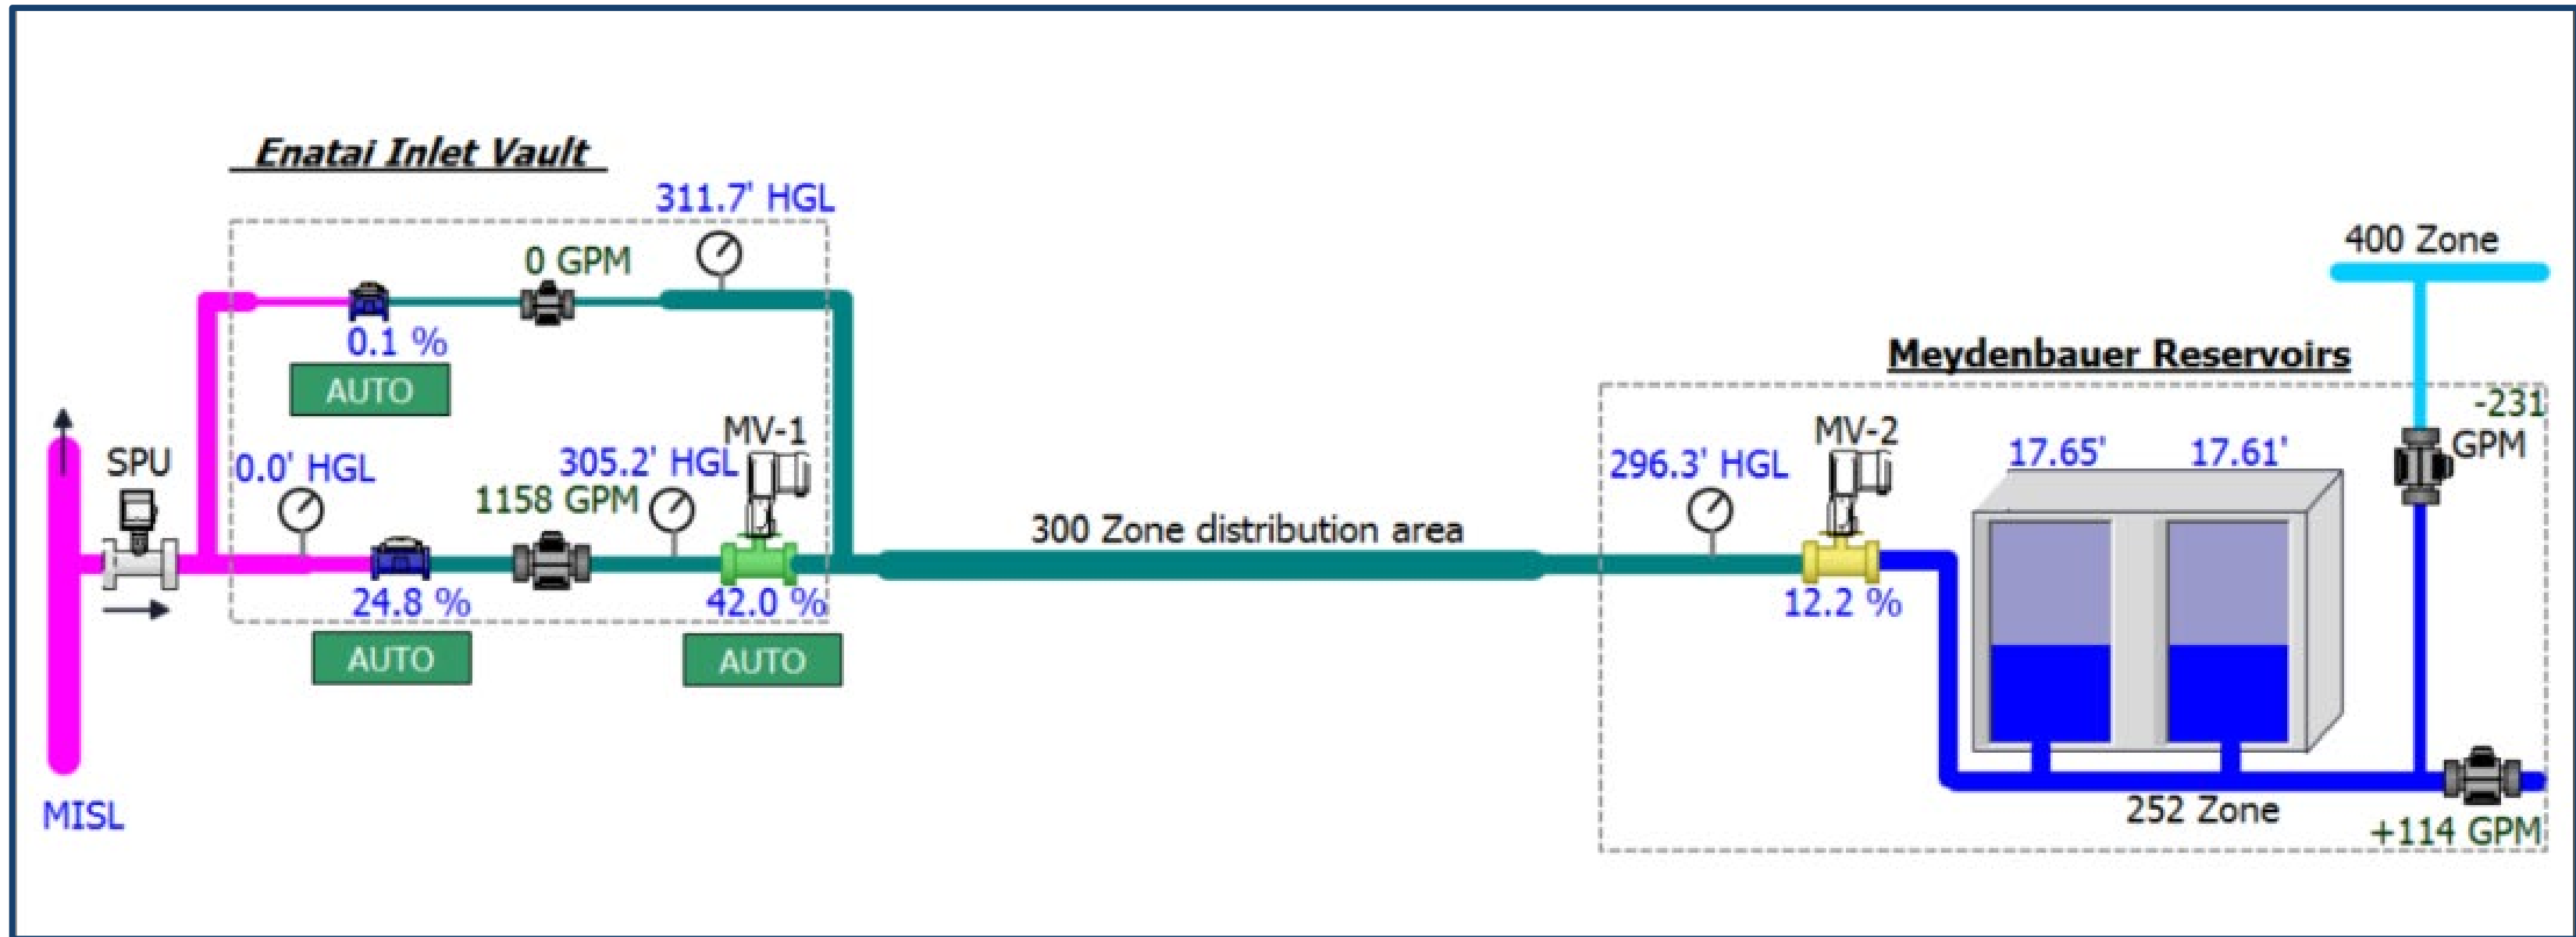 Enatai Inlet Vault
311.7' HGL
0 GPM
0.1 %
AUTO
SPU
0.0' HGL
1158 GPM
305.2' HGL
MV-1
24.8 %
AUTO
42.0 %
AUTO
MISL
300 Zone distribution area
400 Zone
Meydenbauer Reservoirs
296.3' HGL
MV-2
12.2 %
17.65'
17.61'
-231
GPM
252 Zone
+114 GPM